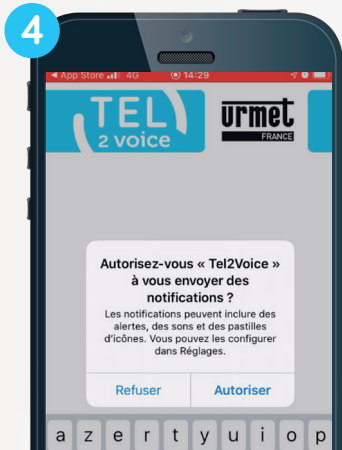 4
App Store 4G 14:29
TEL
2 voice
urmet
FRANCE
Autorisez-vous « Tel2Voice »
à vous envoyer des
notifications ?
Les notifications peuvent inclure des
alertes, des sons et des pastilles
d'icônes. Vous pouvez les configurer
dans Réglages.
Refuser Autoriser
a z e r t y u i o p